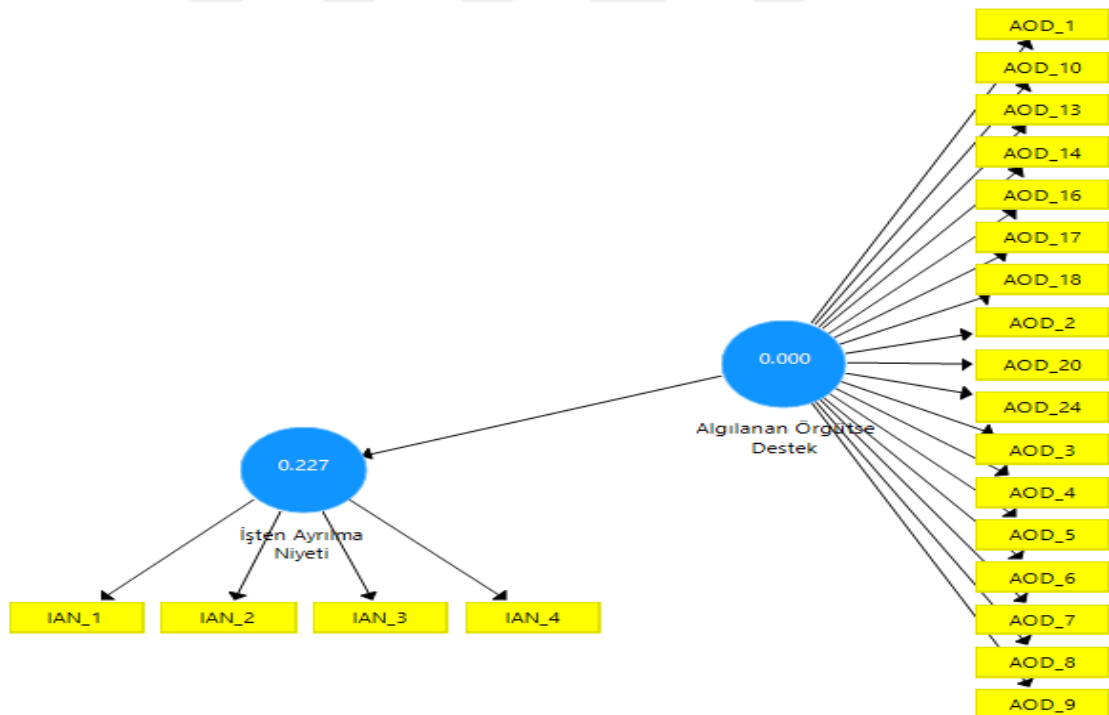 AOD_1
AOD_10
AOD_13
AOD_14
AOD_16
AOD_17
AOD_18
AOD_2
AOD_20
AOD_24
AOD_3
AOD_4
AOD_5
AOD_6
AOD_7
AOD_8
AOD_9
0.000
Algılanan Örgütse
Destek
0.227
İşten Ayrılma
Niyeti
IAN_1
IAN_2
IAN_3
IAN_4